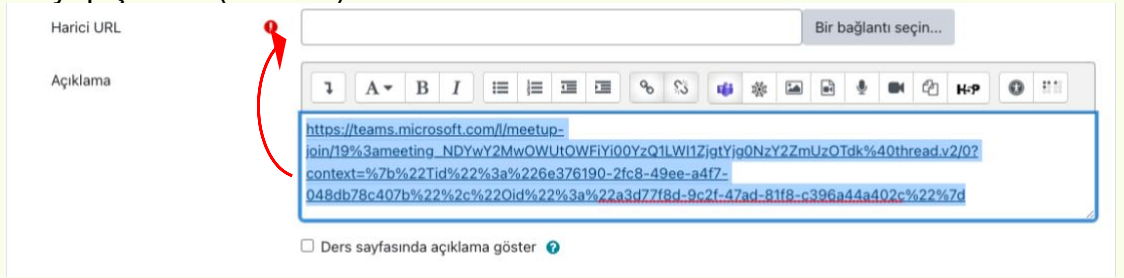 Harici URL
Bir bağlantı seçin...
Açıklama
A B I H-P
https://teams.microsoft.com/l/meetup-
join/19%3ameeting_NDYwY2MwOWUtOWFiYi00YzQ1LWI1ZjgtYjg0NzY2ZmUzOTdk%40thread.v2/0?
context=%7b%22Tid%22%3a%226e376190-2fc8-49ee-a4f7-
048db78c407b%22%2c%22Oid%22%3a%22a3d77f8d-9c2f-47ad-81f8-c396a44a402c%22%7d
Ders sayfasında açıklama göster